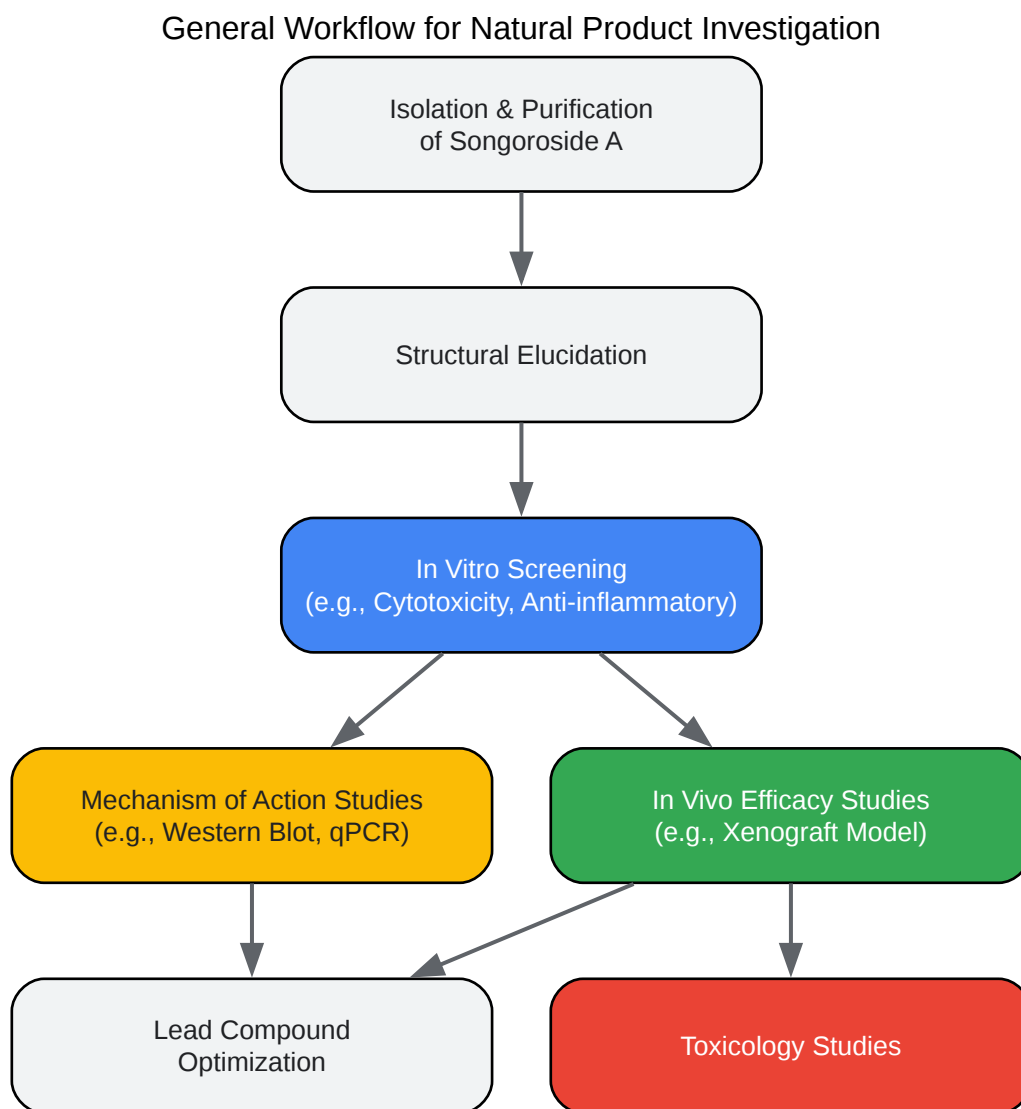 General Workflow for Natural Product Investigation
Isolation & Purification
of Songoroside A
Structural Elucidation
In Vitro Screening
(e.g., Cytotoxicity, Anti-inflammatory)
Mechanism of Action Studies
(e.g., Western Blot, qPCR)
In Vivo Efficacy Studies
(e.g., Xenograft Model)
Lead Compound
Optimization
Toxicology Studies